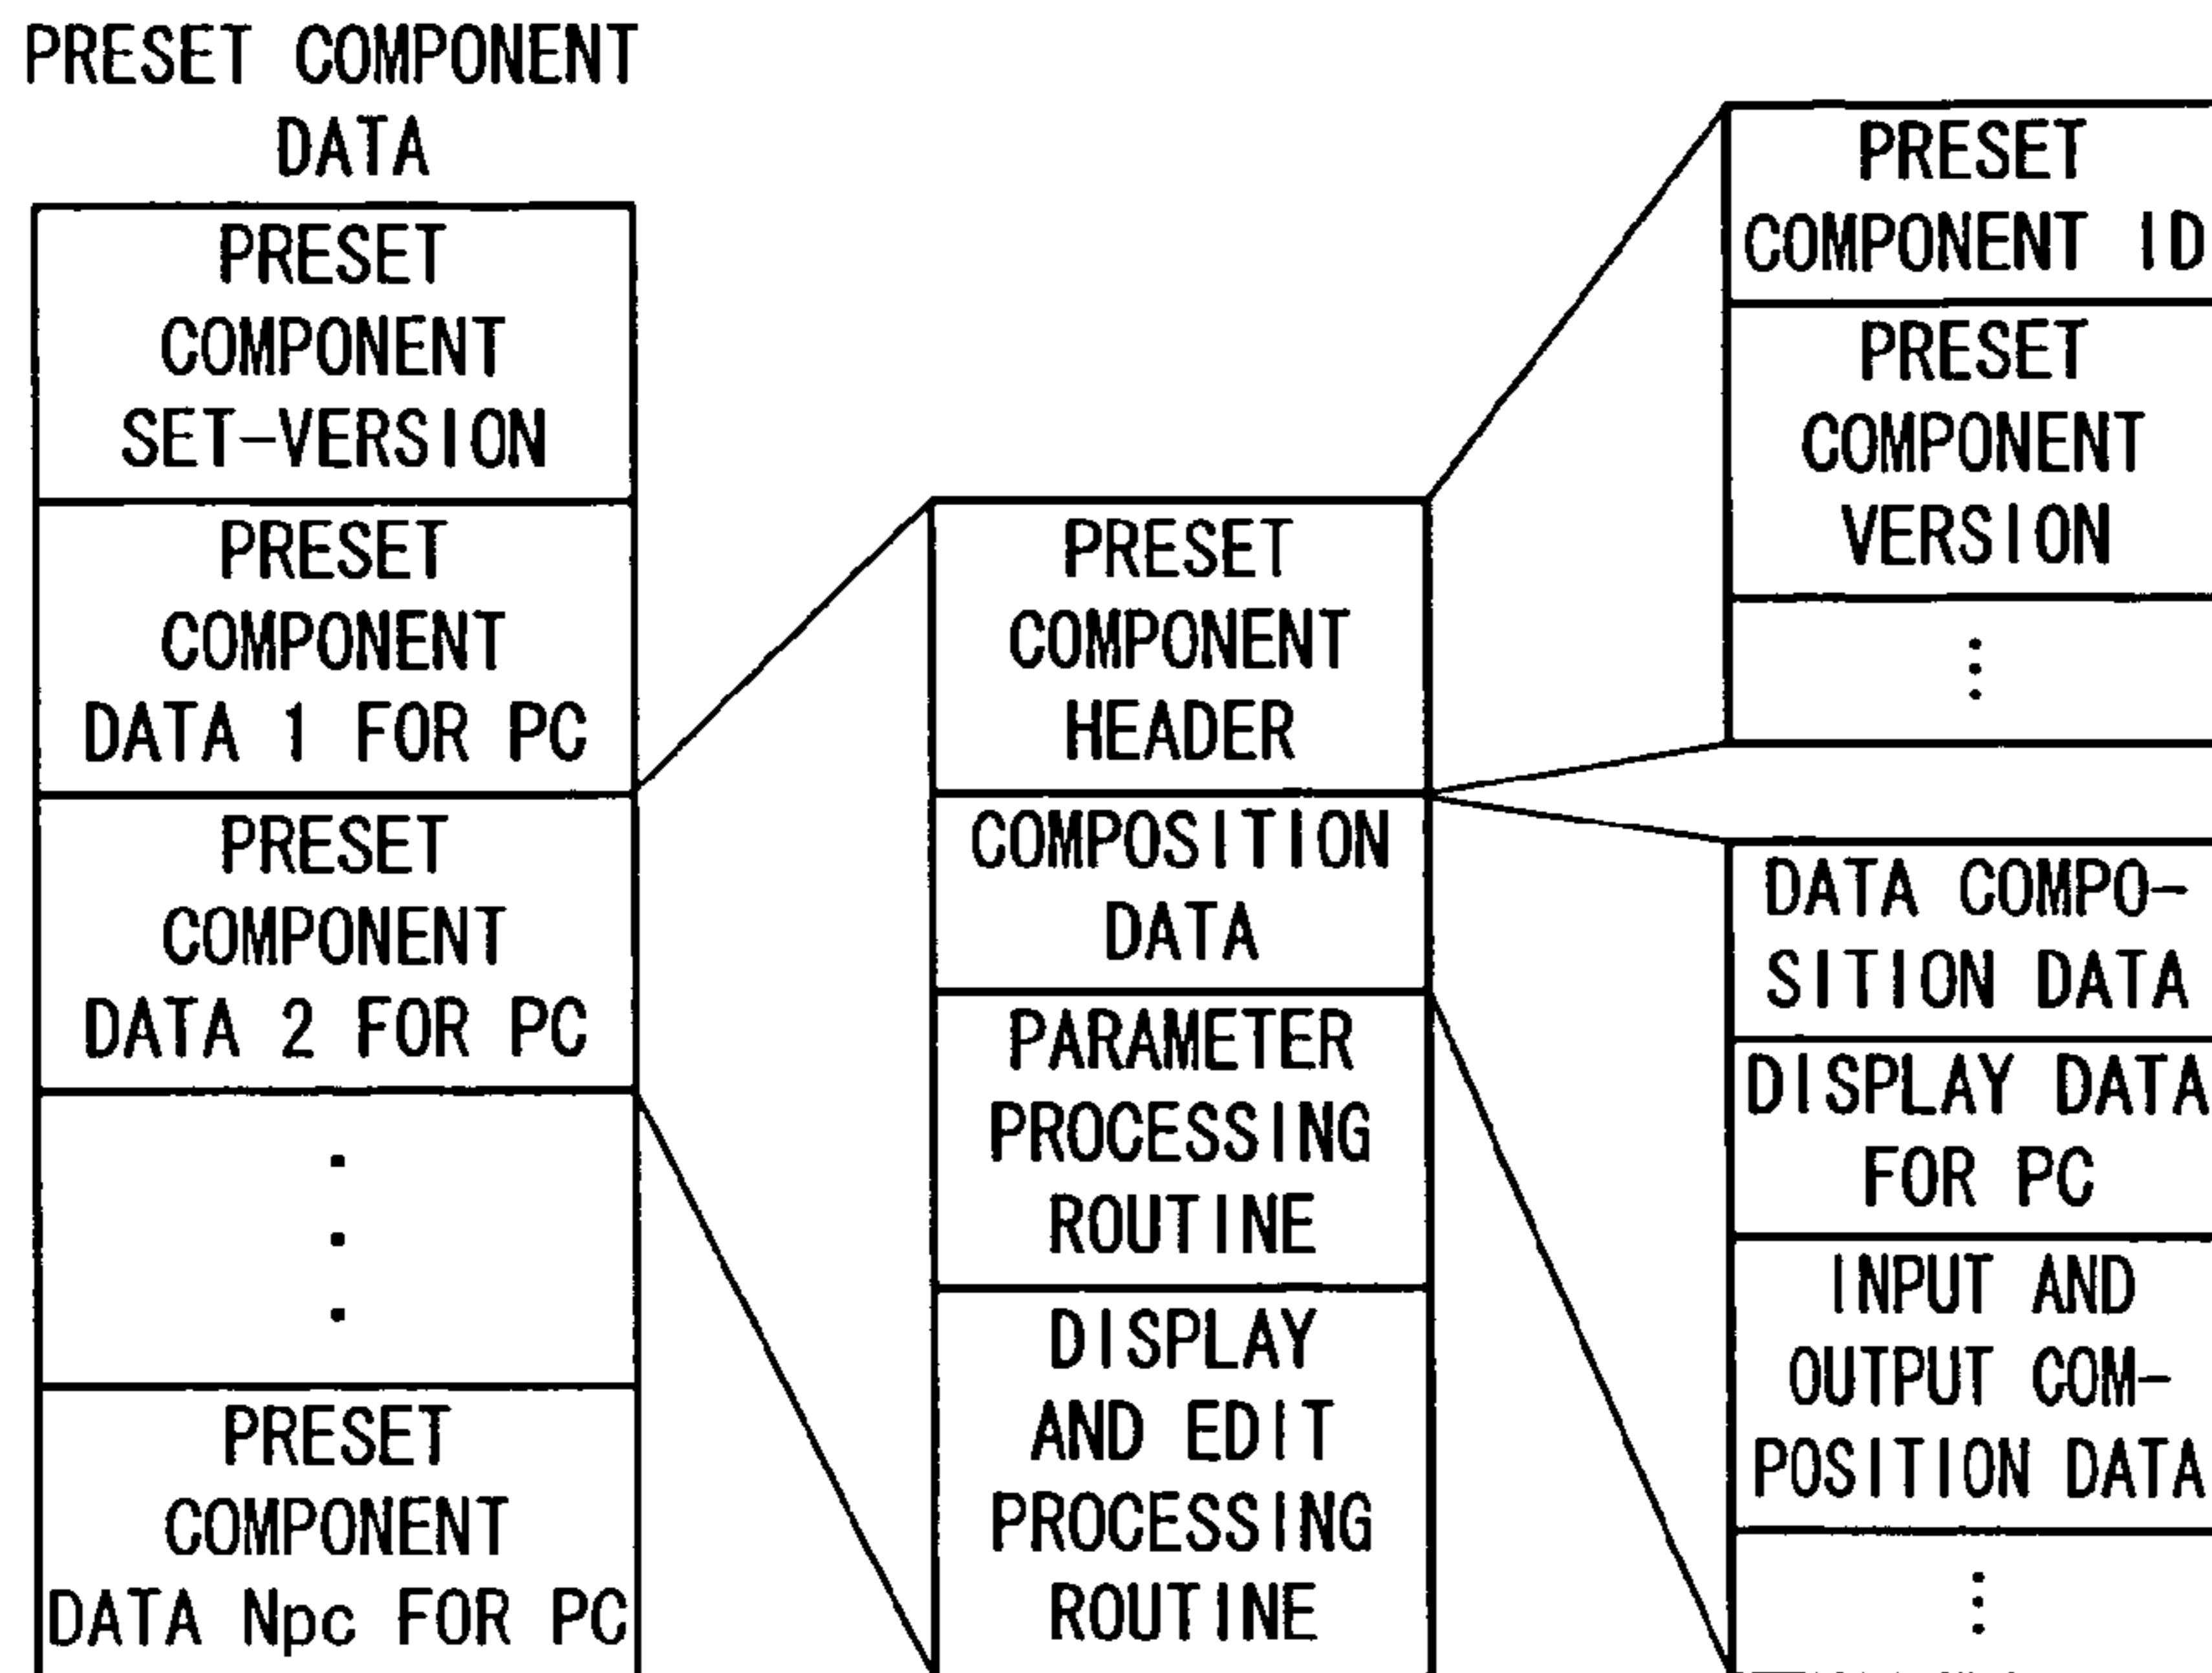 PRESET COMPONENT
DATA
PRESET
COMPONENT
SET-VERSION
PRESET
COMPONENT
DATA 1 FOR PC
PRESET
COMPONENT
DATA 2 FOR PC
PRESET
COMPONENT
DATA Npc FOR PC
PRESET
COMPONENT
HEADER
COMPOSITION
DATA
PARAMETER
PROCESSING
ROUTINE
DISPLAY
AND EDIT
PROCESSING
ROUTINE
PRESET
COMPONENT ID
PRESET
COMPONENT
VERSION
DATA COMPO-
SITION DATA
DISPLAY DATA
FOR PC
INPUT AND
OUTPUT COM-
POSITION DATA